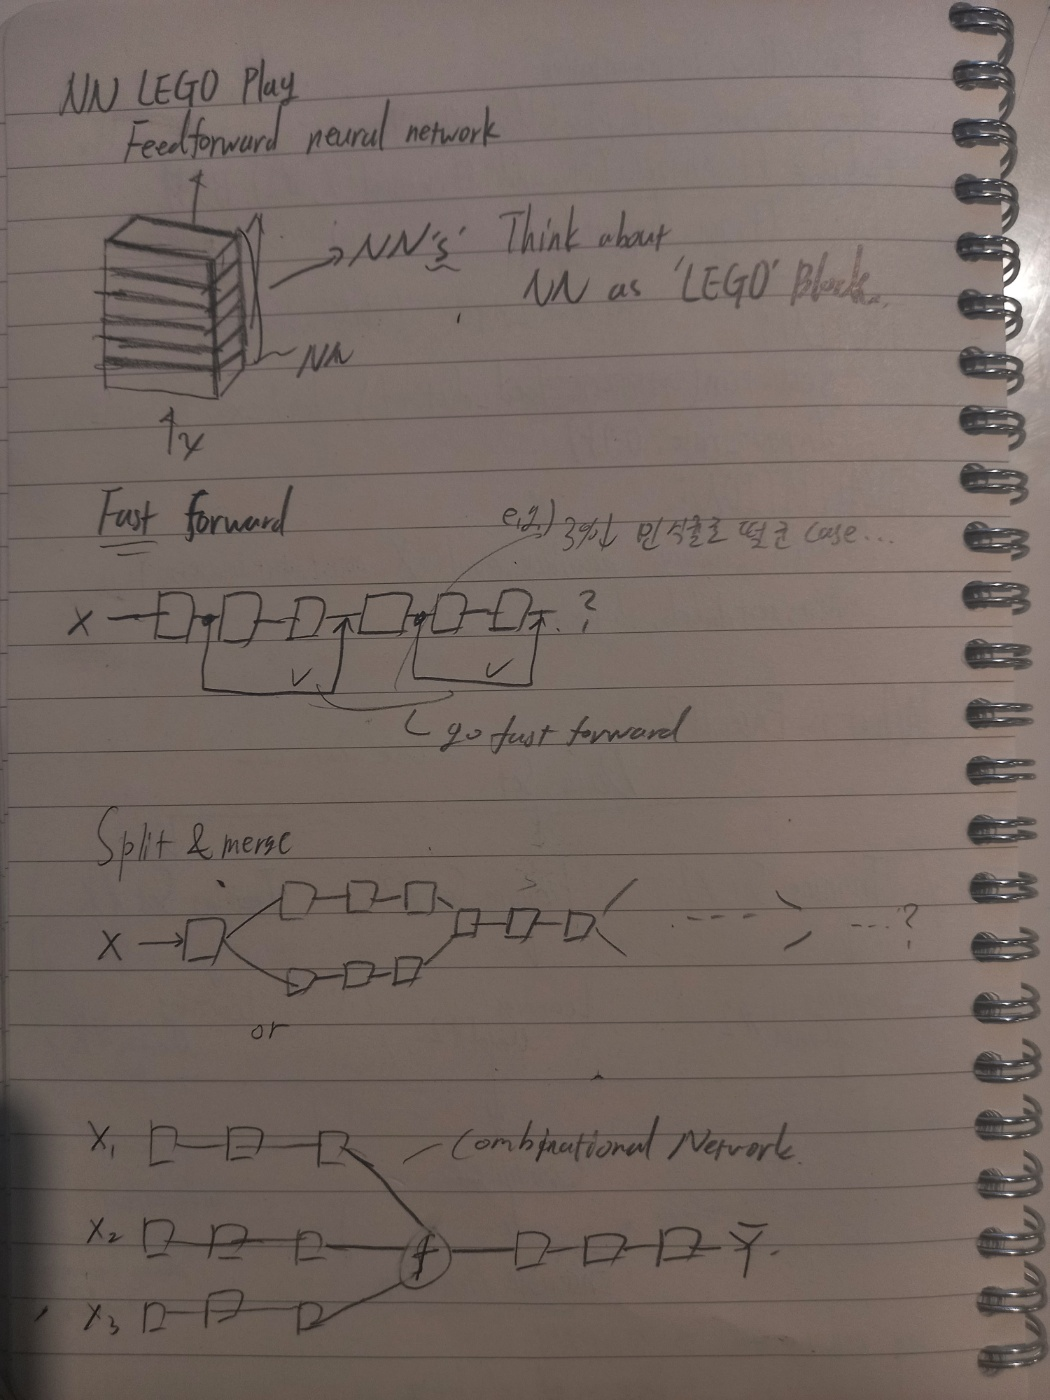 NN LEGO Play
Feedforward neural network
NN's' Think about
NN as 'LEGO' Block.
NN
x
Fast forward
e.g.) 3%↓ 인식률로 떨군 case...
X ?
go fast forward
Split & merge
X ----- ---?
or
X₁ Combinational Network.
X₂ + Y.
X₃